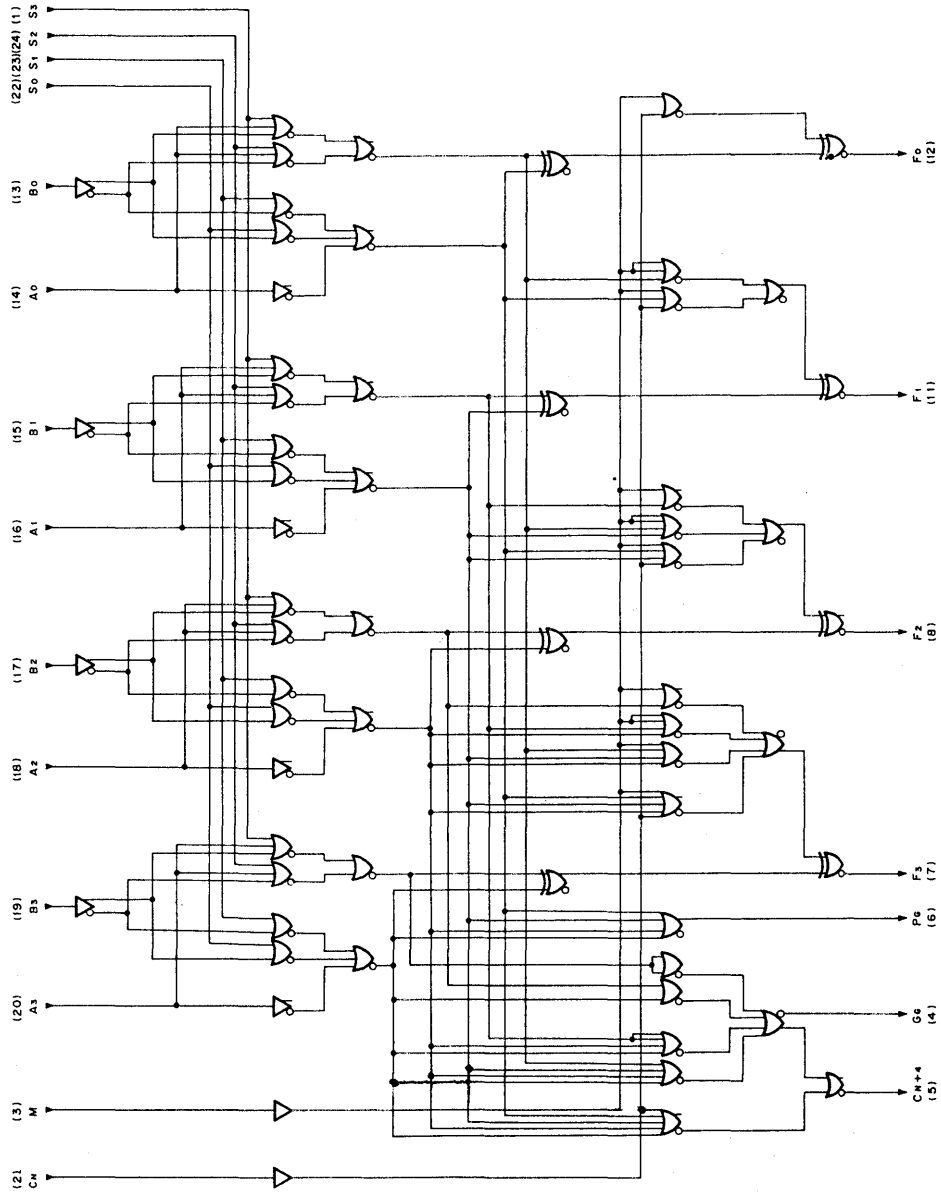 (1) S3
(24) S2
(23) S1
(22) S0
(13) B0
(14) A0
(15) B1
(16) A1
(17) B2
(18) A2
(19) B3
(20) A3
(3) M
(2) CN
F0 (12)
F1 (11)
F2 (8)
F3 (7)
PG (6)
GG (4)
CN+4 (5)